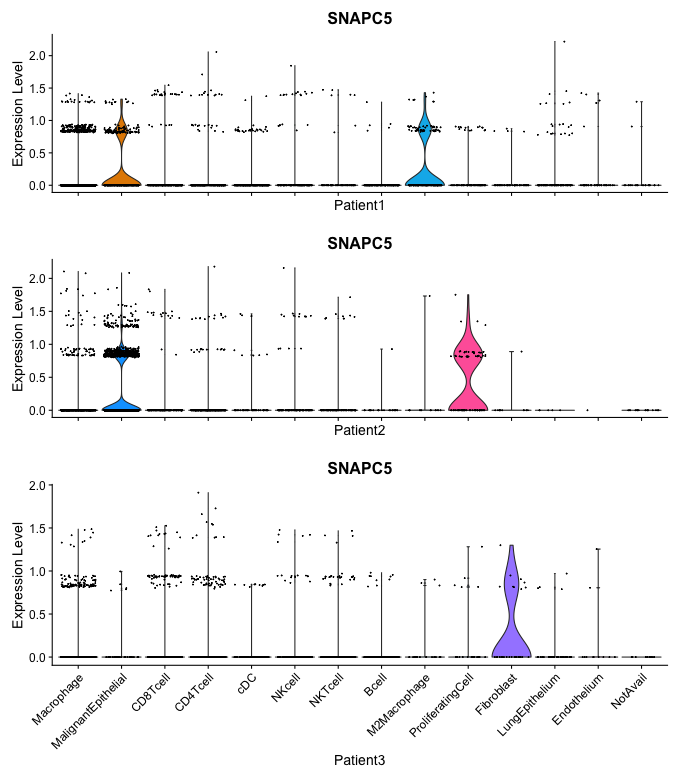 SNAPC5
Expression Level
2.0
1.5
1.0
0.5
0.0
Patient1
SNAPC5
Expression Level
2.0
1.5
1.0
0.5
0.0
Patient2
SNAPC5
Expression Level
2.0
1.5
1.0
0.5
0.0
Macrophage
MalignantEpithelial
CD8Tcell
CD4Tcell
cDC
NKcell
NKTcell
Bcell
M2Macrophage
ProliferatingCell
Fibroblast
LungEpithelium
Endothelium
NotAvail
Patient3